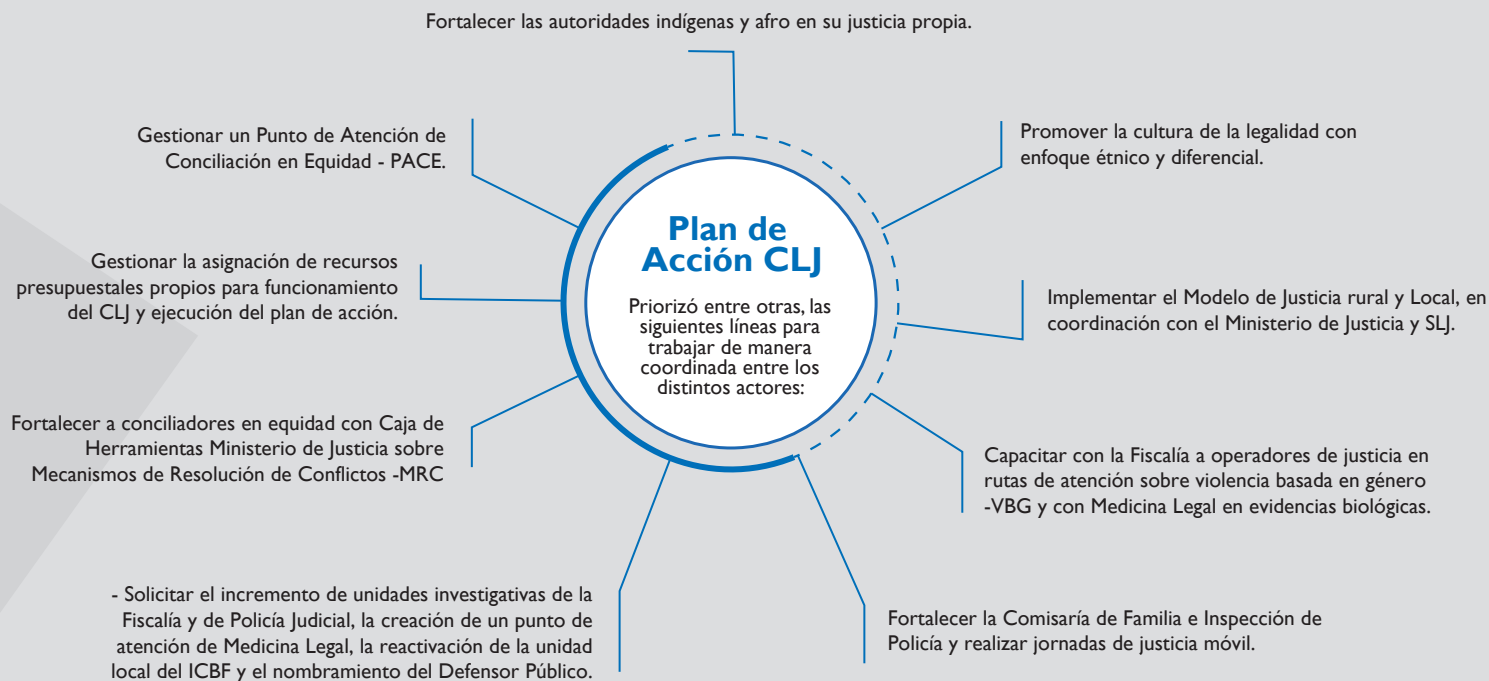 Fortalecer las autoridades indígenas y afro en su justicia propia.
Gestionar un Punto de Atención de
Conciliación en Equidad - PACE.
Promover la cultura de la legalidad con
enfoque étnico y diferencial.
Plan de
Acción CLJ
Priorizó entre otras, las
siguientes líneas para
trabajar de manera
coordinada entre los
distintos actores:
Gestionar la asignación de recursos
presupuestales propios para funcionamiento
del CLJ y ejecución del plan de acción.
Implementar el Modelo de Justicia rural y Local, en
coordinación con el Ministerio de Justicia y SLJ.
Fortalecer a conciliadores en equidad con Caja de
Herramientas Ministerio de Justicia sobre
Mecanismos de Resolución de Conflictos -MRC
Capacitar con la Fiscalía a operadores de justicia en
rutas de atención sobre violencia basada en género
-VBG y con Medicina Legal en evidencias biológicas.
- Solicitar el incremento de unidades investigativas de la
Fiscalía y de Policía Judicial, la creación de un punto de
atención de Medicina Legal, la reactivación de la unidad
local del ICBF y el nombramiento del Defensor Público.
Fortalecer la Comisaría de Familia e Inspección de
Policía y realizar jornadas de justicia móvil.